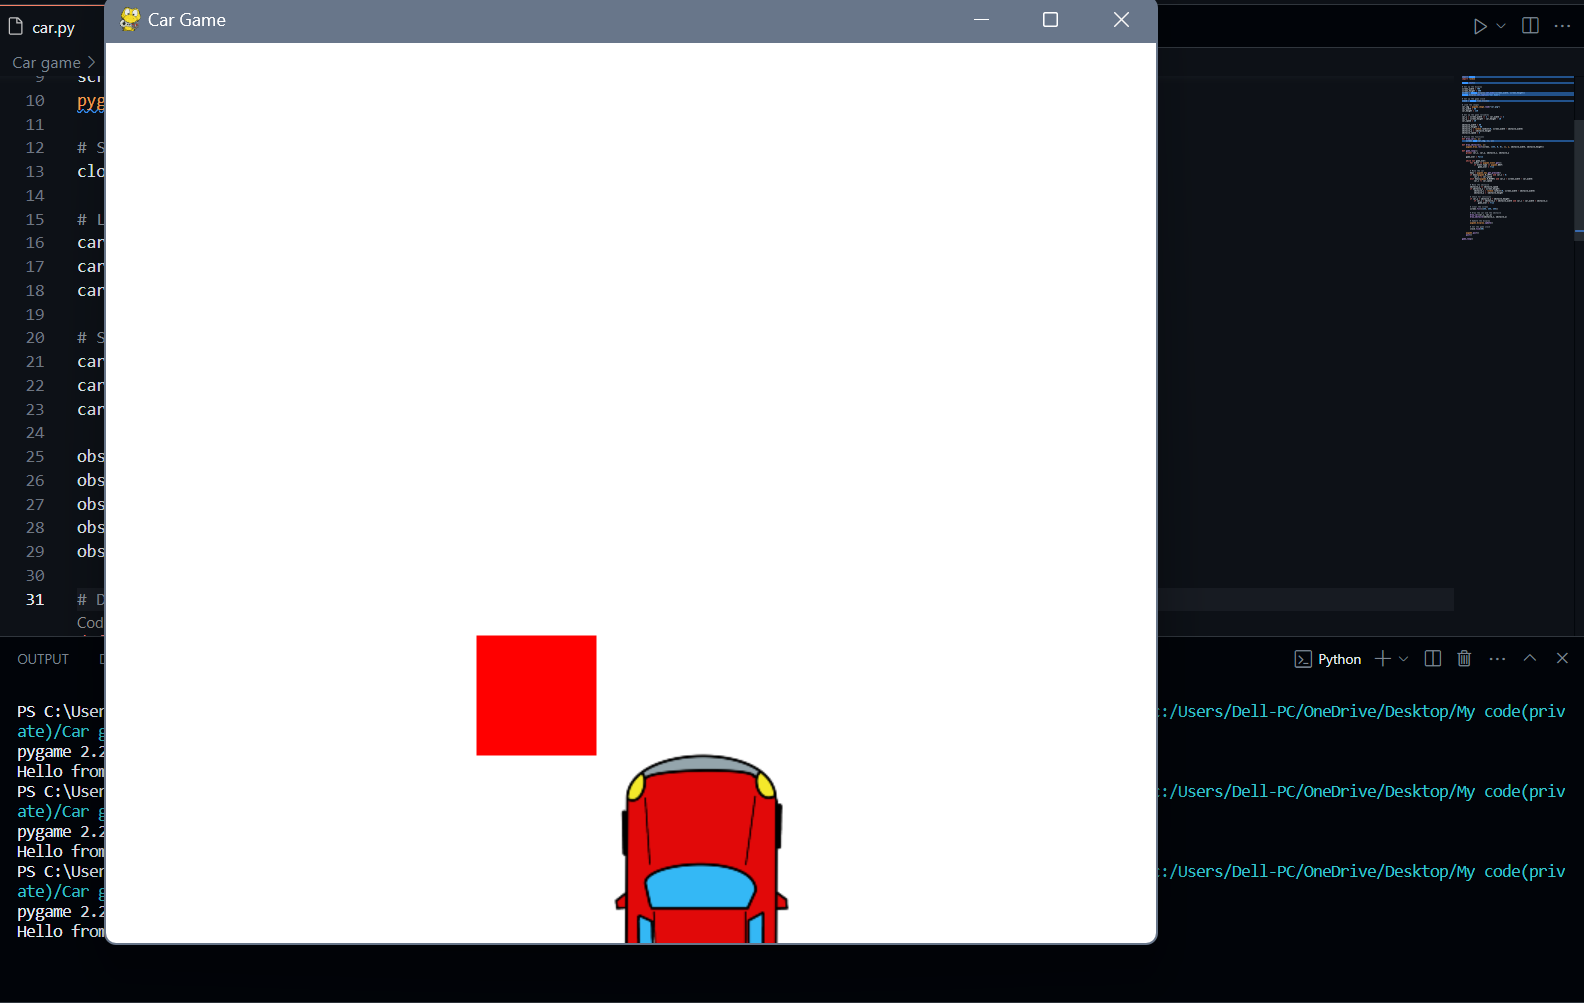 car.py
Car Game
Car game >
9 scr
10 pyg
11
12 # S
13 clo
14
15 # L
16 car
17 car
18 car
19
20 # S
21 car
22 car
23 car
24
25 obs
26 obs
27 obs
28 obs
29 obs
30
31 # D
Cod
OUTPUT
Python
PS C:\User :/Users/Dell-PC/OneDrive/Desktop/My code(priv
ate)/Car g
pygame 2.2
Hello from
PS C:\User :/Users/Dell-PC/OneDrive/Desktop/My code(priv
ate)/Car g
pygame 2.2
Hello from
PS C:\User :/Users/Dell-PC/OneDrive/Desktop/My code(priv
ate)/Car g
pygame 2.2
Hello from